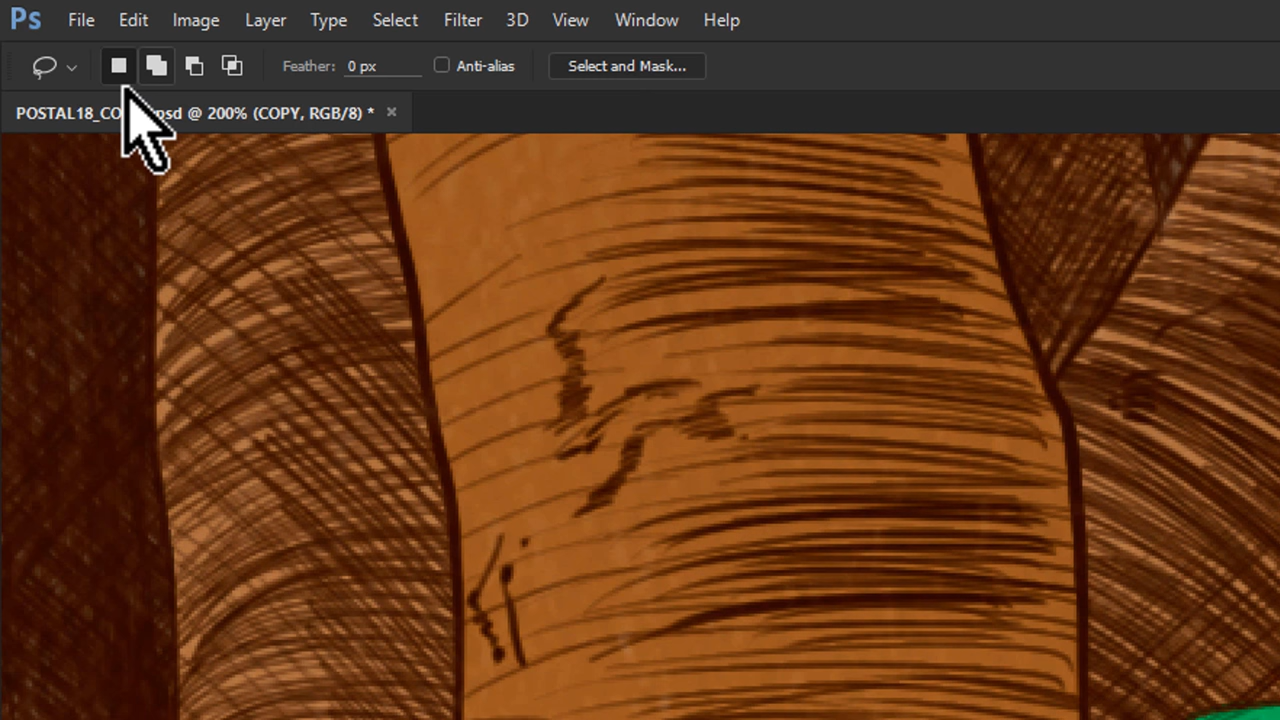 Ps File Edit Image Layer Type Select Filter 3D View Window Help
Feather: 0 px Anti-alias Select and Mask...
POSTAL18_CO psd @ 200% (COPY, RGB/8) * ×